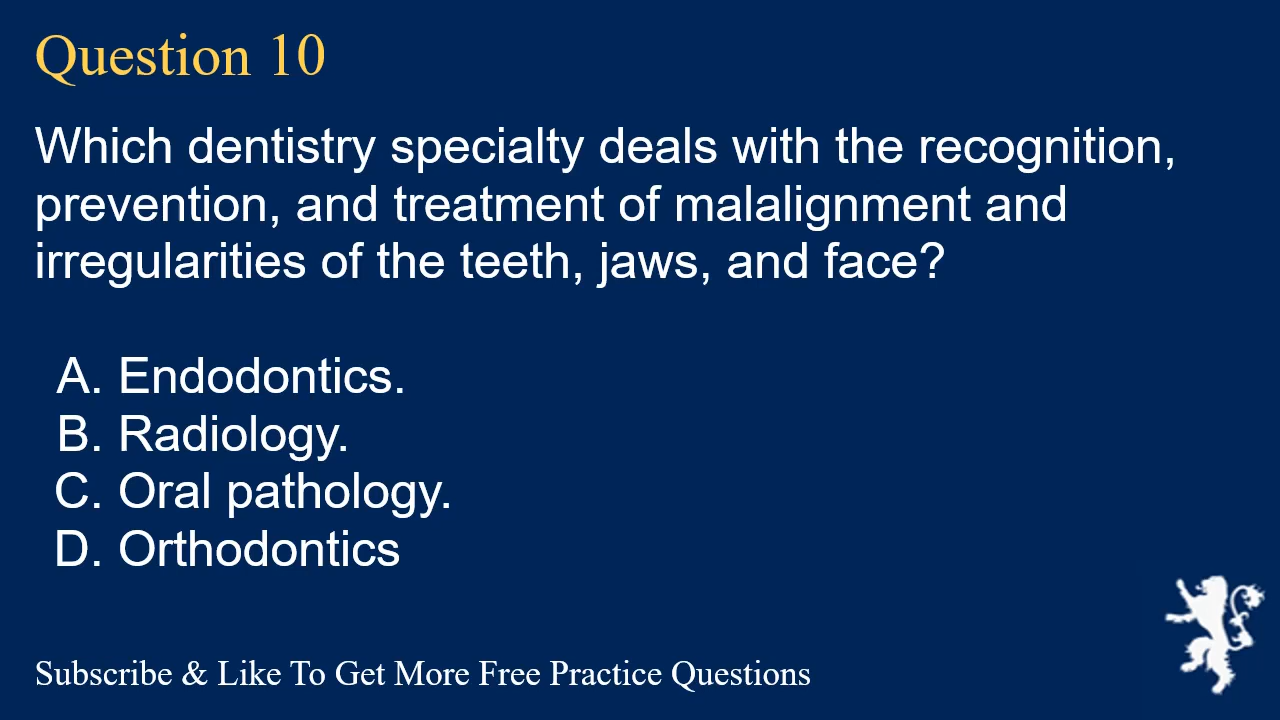 Question 10
Which dentistry specialty deals with the recognition,
prevention, and treatment of malalignment and
irregularities of the teeth, jaws, and face?
A. Endodontics.
B. Radiology.
C. Oral pathology.
D. Orthodontics
Subscribe & Like To Get More Free Practice Questions